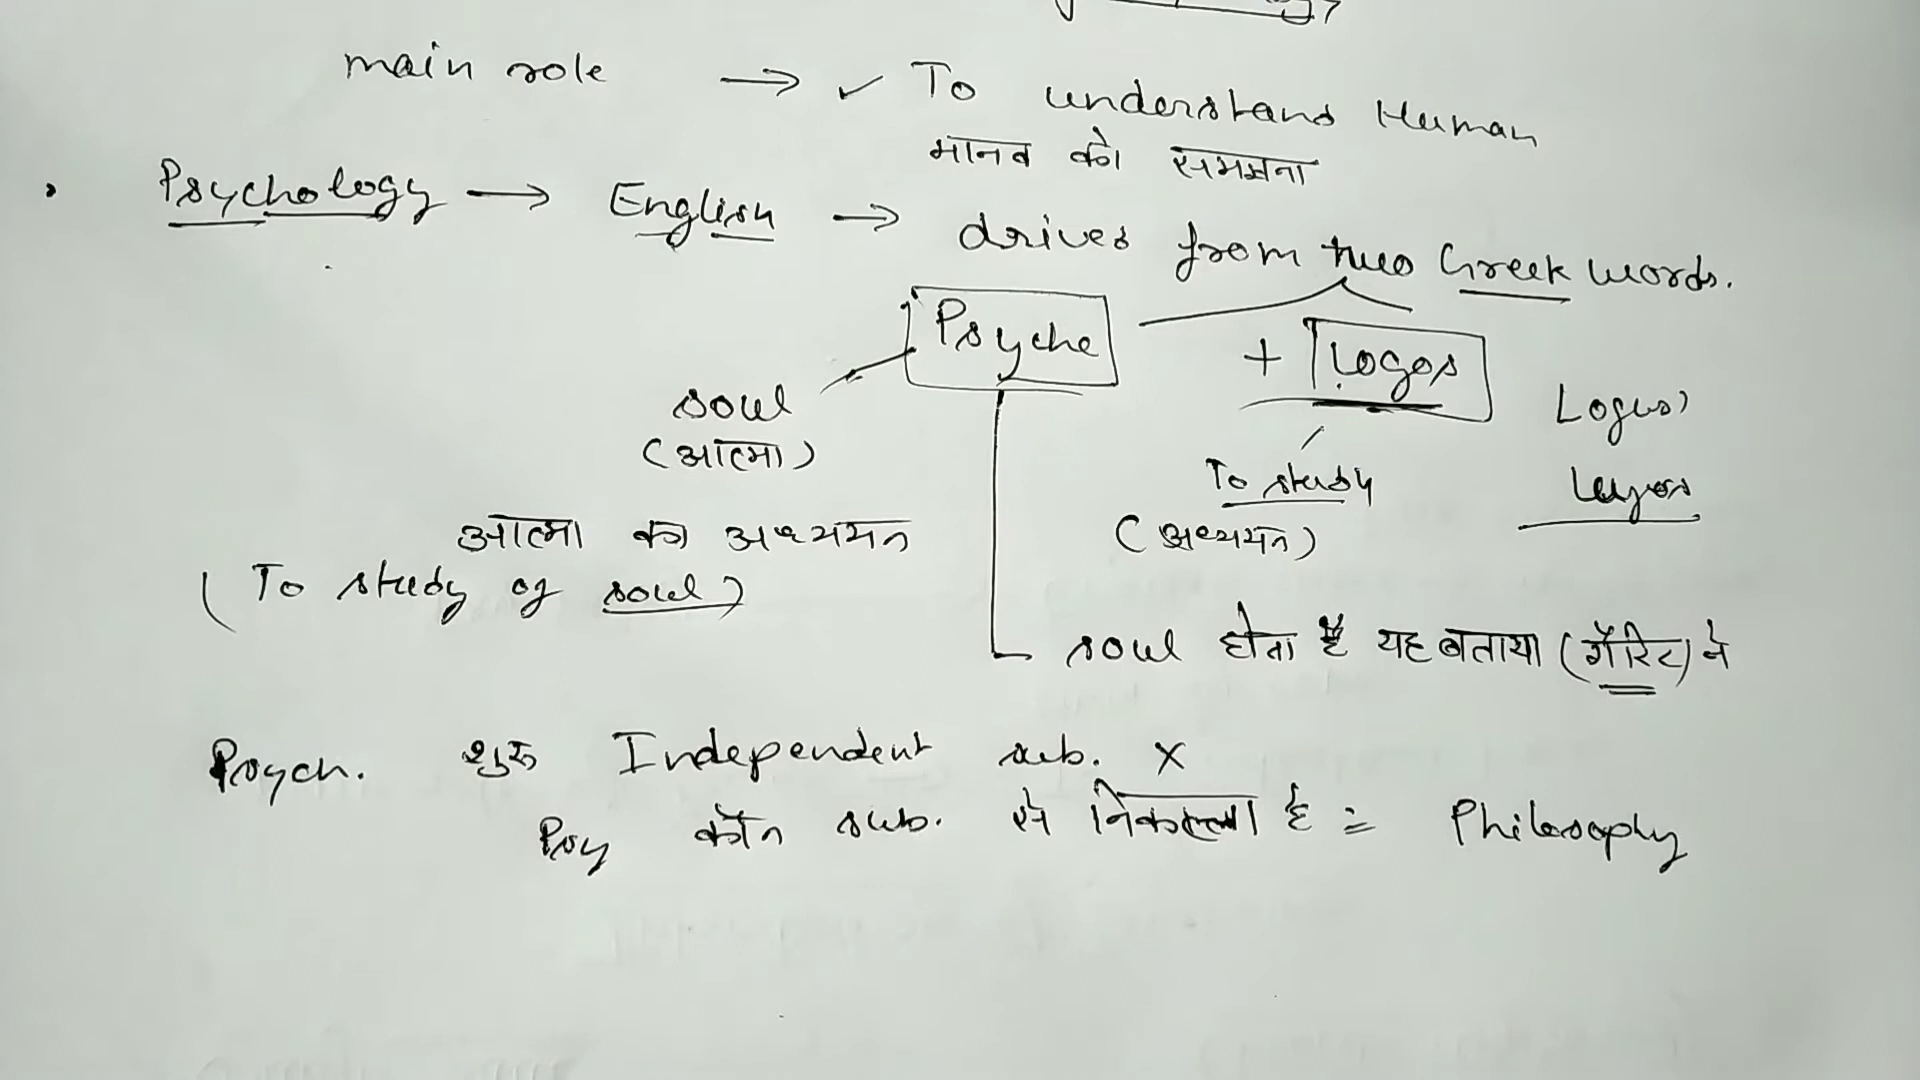 main role → ✓ To understand Human
मानव को समझना
Psychology → English → drives from two Greek words.
Psyche + Logos
soul
(आत्मा)
Logus,
To study
(अध्ययन)
आत्मा का अध्ययन
(To study of soul)
soul होता है यह बताया (गॅरिट) ने
Psych. शुरू Independent sub. X
Psy कौन sub. से निकला है = Philosophy